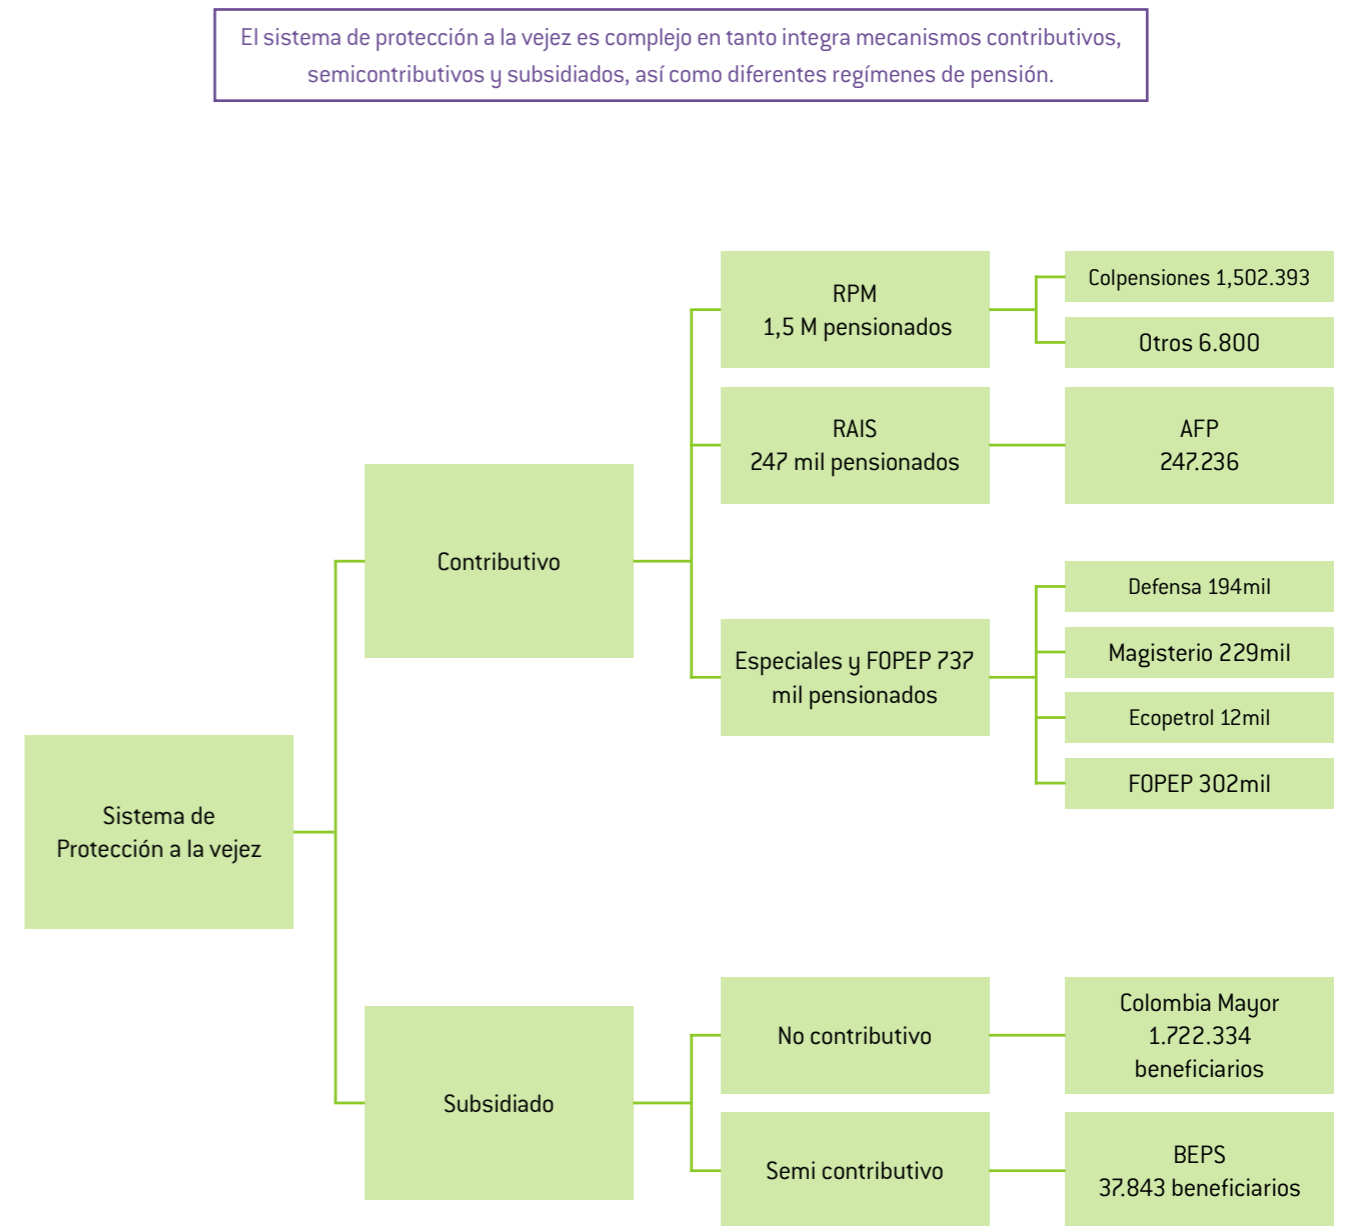 El sistema de protección a la vejez es complejo en tanto integra mecanismos contributivos,
semicontributivos y subsidiados, así como diferentes regímenes de pensión.
Sistema de
Protección a la vejez
Contributivo
RPM
1,5 M pensionados
Colpensiones 1,502.393
Otros 6.800
RAIS
247 mil pensionados
AFP
247.236
Especiales y FOPEP 737
mil pensionados
Defensa 194mil
Magisterio 229mil
Ecopetrol 12mil
FOPEP 302mil
Subsidiado
No contributivo
Colombia Mayor
1.722.334
beneficiarios
Semi contributivo
BEPS
37.843 beneficiarios